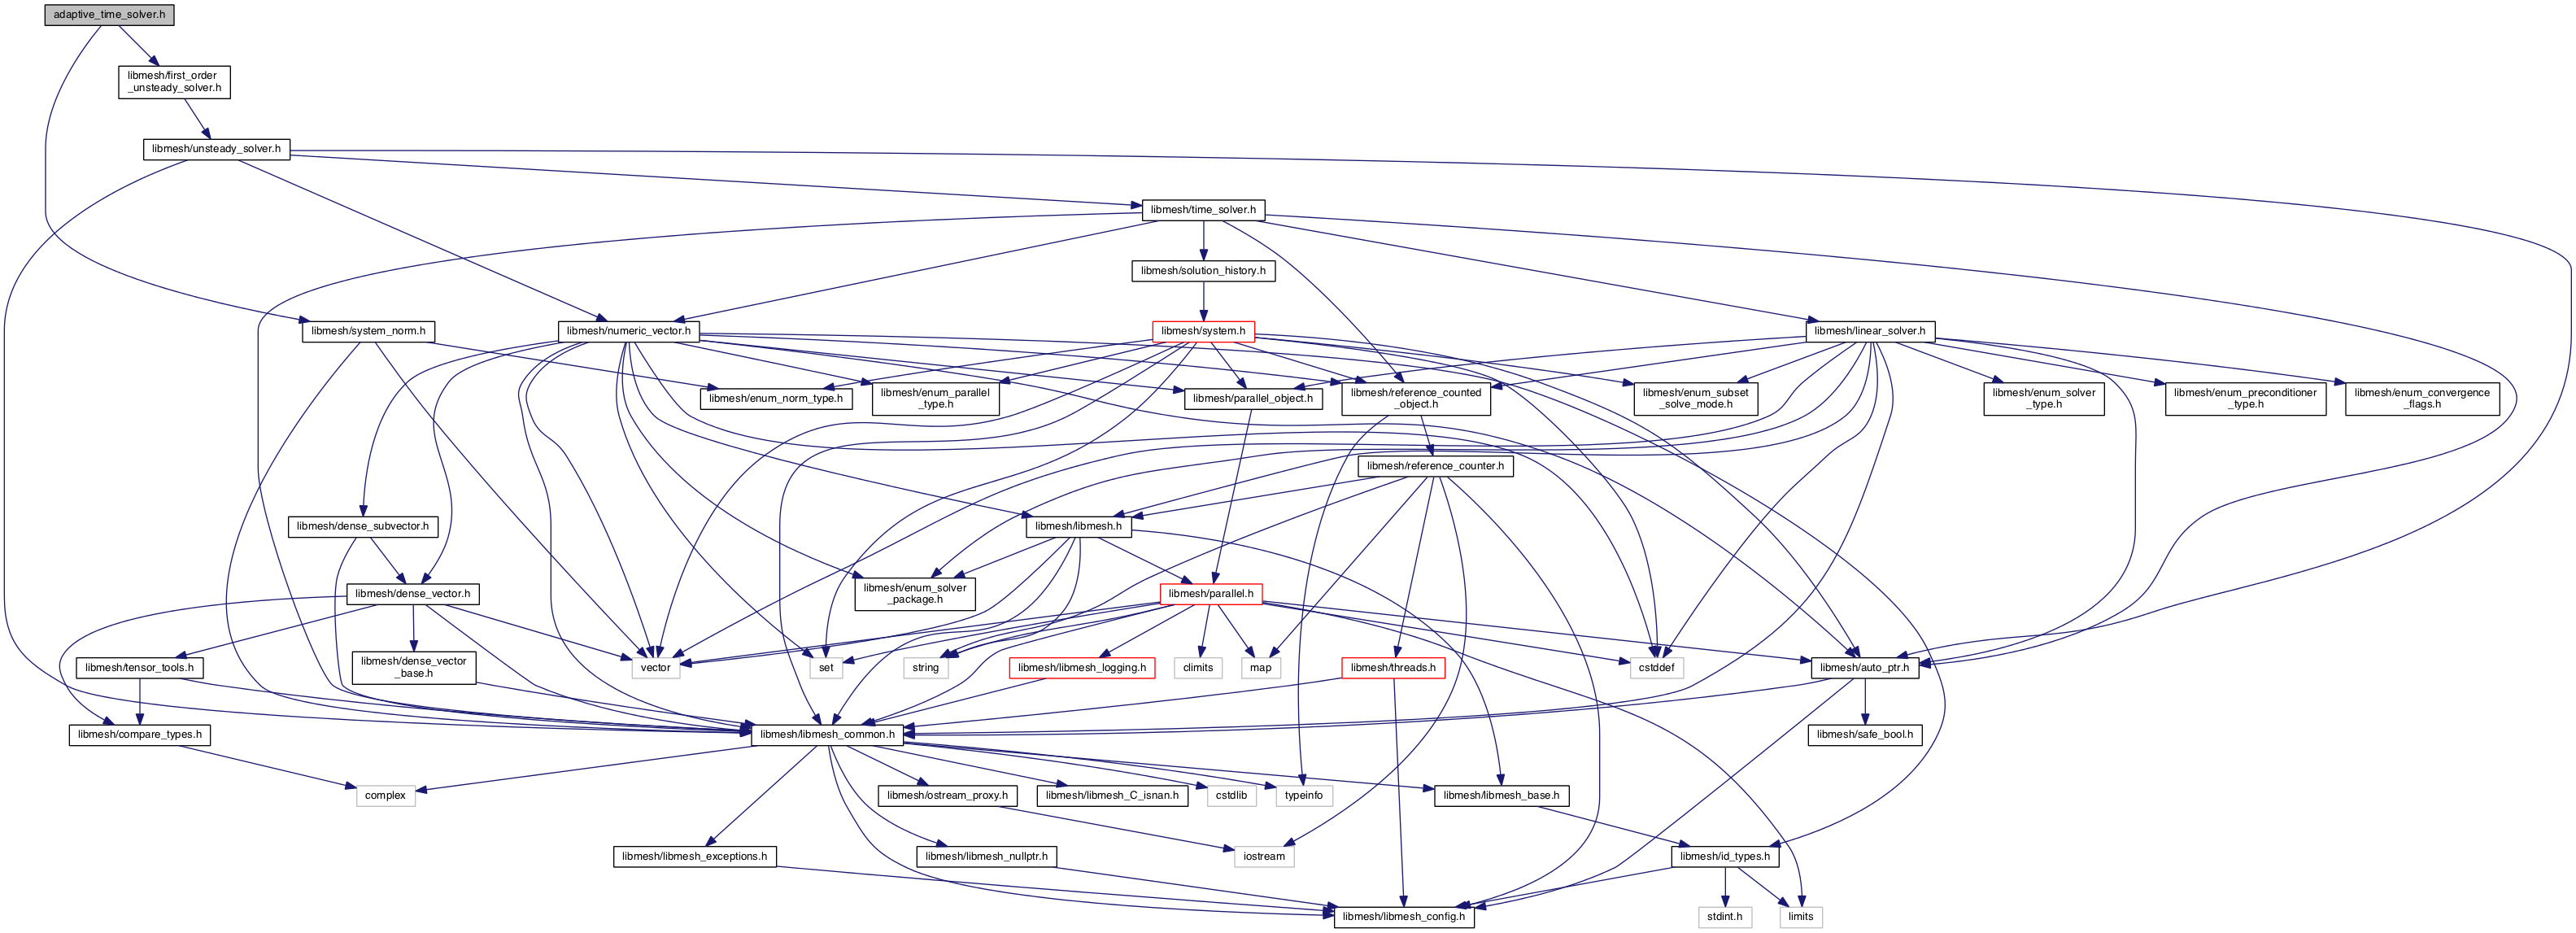 adaptive_time_solver.h
libmesh/first_order
_unsteady_solver.h
libmesh/unsteady_solver.h
libmesh/time_solver.h
libmesh/solution_history.h
libmesh/system_norm.h
libmesh/numeric_vector.h
libmesh/system.h
libmesh/linear_solver.h
libmesh/enum_norm_type.h
libmesh/enum_parallel
_type.h
libmesh/parallel_object.h
libmesh/reference_counted
_object.h
libmesh/enum_subset
_solve_mode.h
libmesh/enum_solver
_type.h
libmesh/enum_preconditioner
_type.h
libmesh/enum_convergence
_flags.h
libmesh/reference_counter.h
libmesh/dense_subvector.h
libmesh/libmesh.h
libmesh/dense_vector.h
libmesh/enum_solver
_package.h
libmesh/parallel.h
libmesh/tensor_tools.h
libmesh/dense_vector
_base.h
vector
set
string
libmesh/libmesh_logging.h
climits
map
libmesh/threads.h
cstddef
libmesh/auto_ptr.h
libmesh/compare_types.h
libmesh/libmesh_common.h
libmesh/safe_bool.h
complex
libmesh/ostream_proxy.h
libmesh/libmesh_C_isnan.h
cstdlib
typeinfo
libmesh/libmesh_base.h
libmesh/libmesh_exceptions.h
libmesh/libmesh_nullptr.h
iostream
libmesh/id_types.h
libmesh/libmesh_config.h
stdint.h
limits